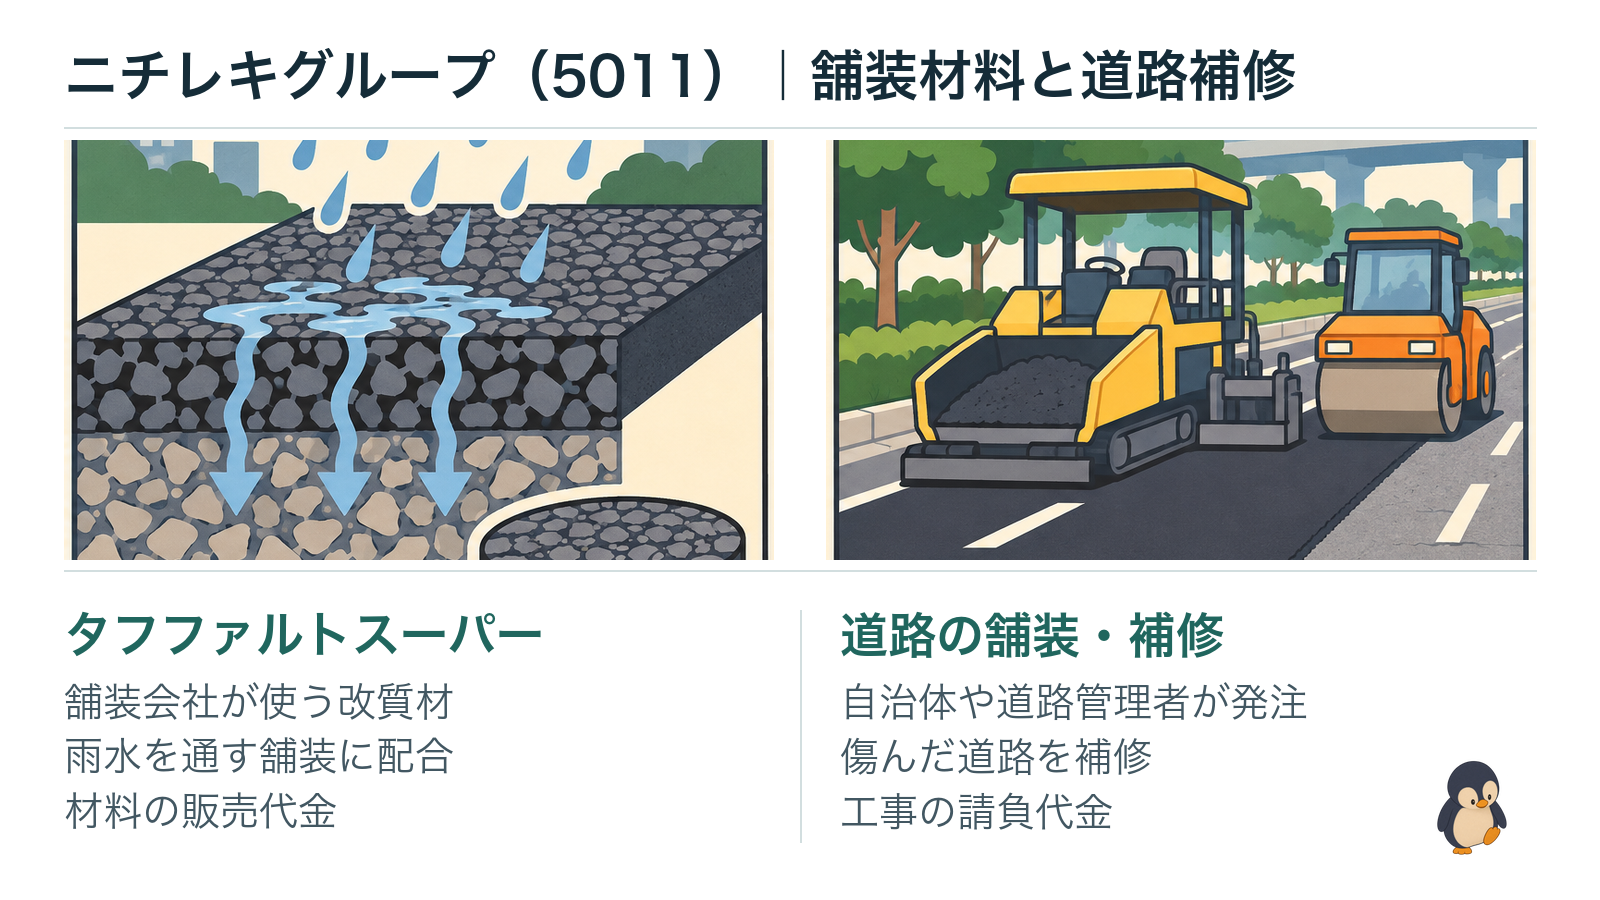 ニチレキグループ（5011）｜舗装材料と道路補修
タフファルトスーパー
舗装会社が使う改質材
雨水を通す舗装に配合
材料の販売代金
道路の舗装・補修
自治体や道路管理者が発注
傷んだ道路を補修
工事の請負代金